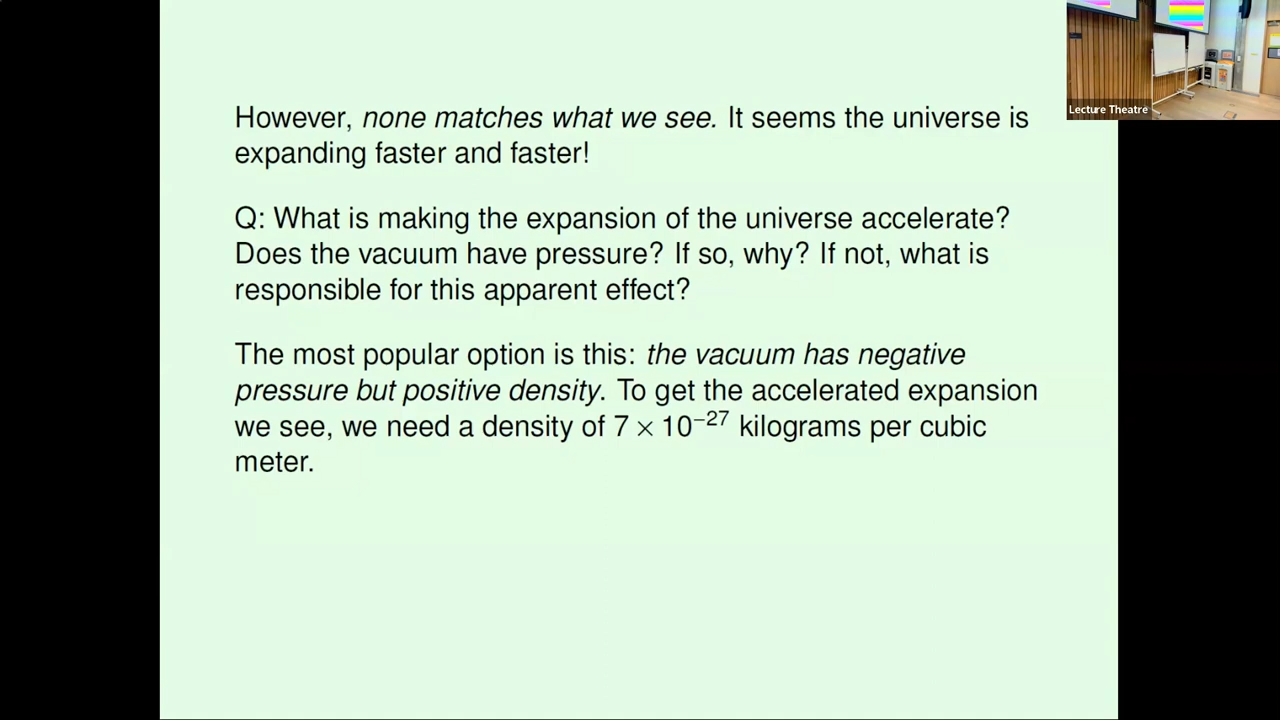 However, none matches what we see. It seems the universe is
expanding faster and faster!
Q: What is making the expansion of the universe accelerate?
Does the vacuum have pressure? If so, why? If not, what is
responsible for this apparent effect?
The most popular option is this: the vacuum has negative
pressure but positive density. To get the accelerated expansion
we see, we need a density of 7 × 10⁻²⁷ kilograms per cubic
meter.
Lecture Theatre